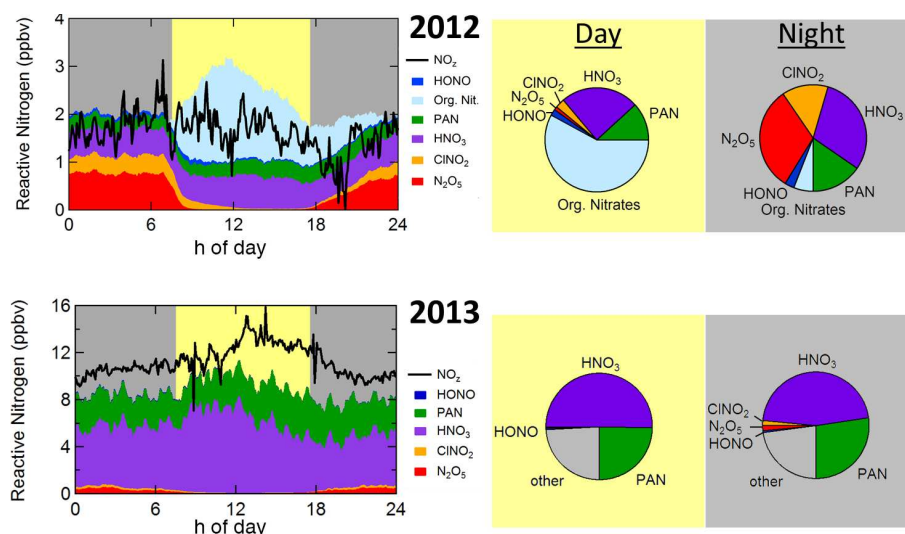 2012
Reactive Nitrogen (ppbv)
4
3
2
1
0
0 6 12 18 24
h of day
NOz
HONO
Org. Nit.
PAN
HNO3
ClNO2
N2O5
Day
ClNO2
N2O5
HONO
HNO3
PAN
Org. Nitrates
Night
ClNO2
HNO3
N2O5
HONO
PAN
Org. Nitrates
2013
Reactive Nitrogen (ppbv)
16
12
8
4
0
0 6 12 18 24
h of day
NOz
HONO
PAN
HNO3
ClNO2
N2O5
HNO3
HONO
other
PAN
HNO3
ClNO2
N2O5
HONO
other
PAN